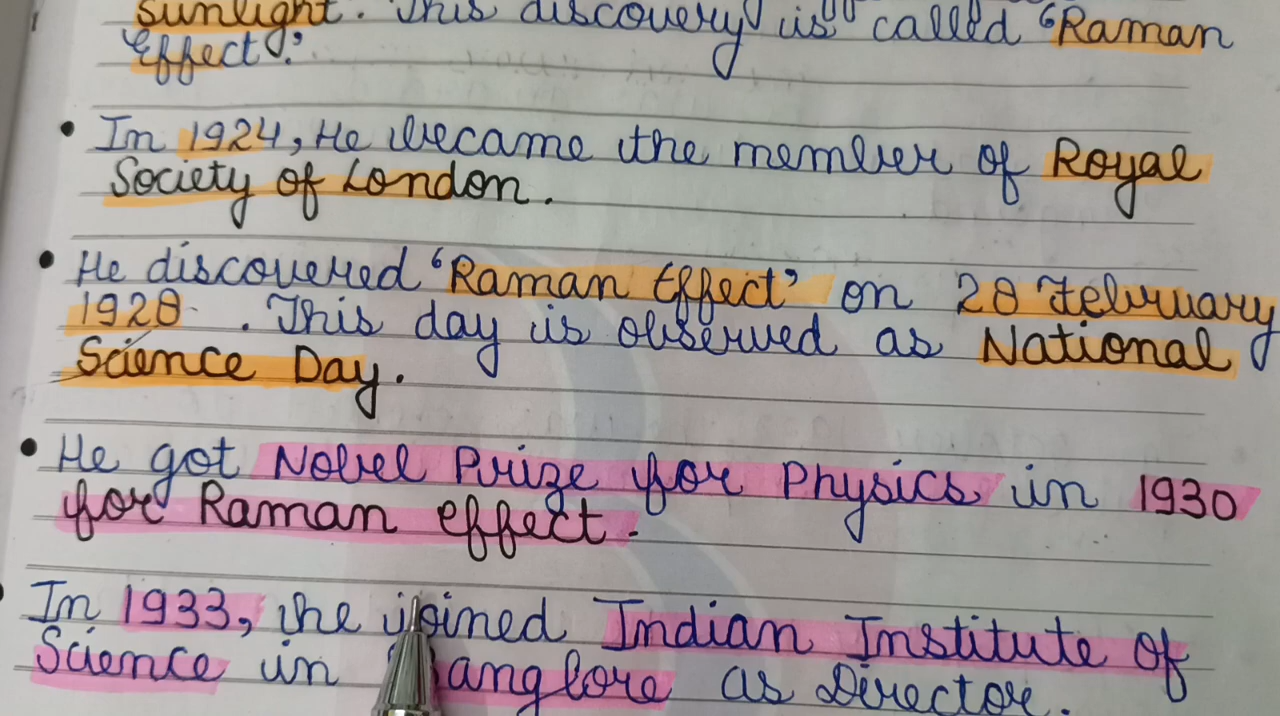 sunlight. This discovery is called 'Raman
Effect'.
• In 1924, He became the member of Royal
Society of London.
• He discovered 'Raman Effect' on 28 February
1928. This day is observed as National
Science Day.
• He got Nobel Prize for Physics in 1930
for Raman effect.
In 1933, he joined Indian Institute of
Science in anglore as Director.